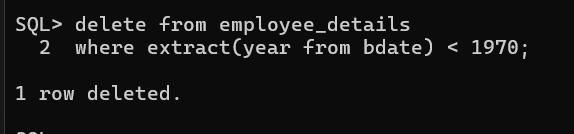 SQL> delete from employee_details
  2  where extract(year from bdate) < 1970;
1 row deleted.